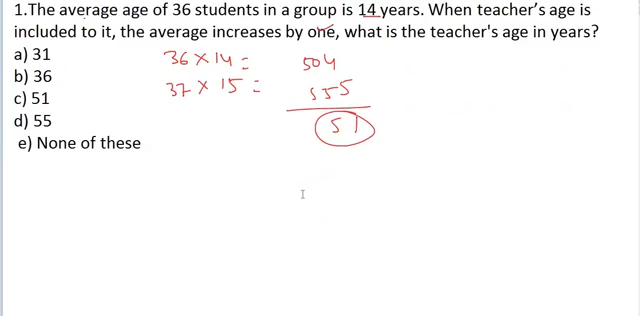 1.The average age of 36 students in a group is 14 years. When teacher's age is
included to it, the average increases by one, what is the teacher's age in years?
a) 31
36 × 14 = 504
b) 36
37 × 15 = 555
c) 51
51
d) 55
e) None of these